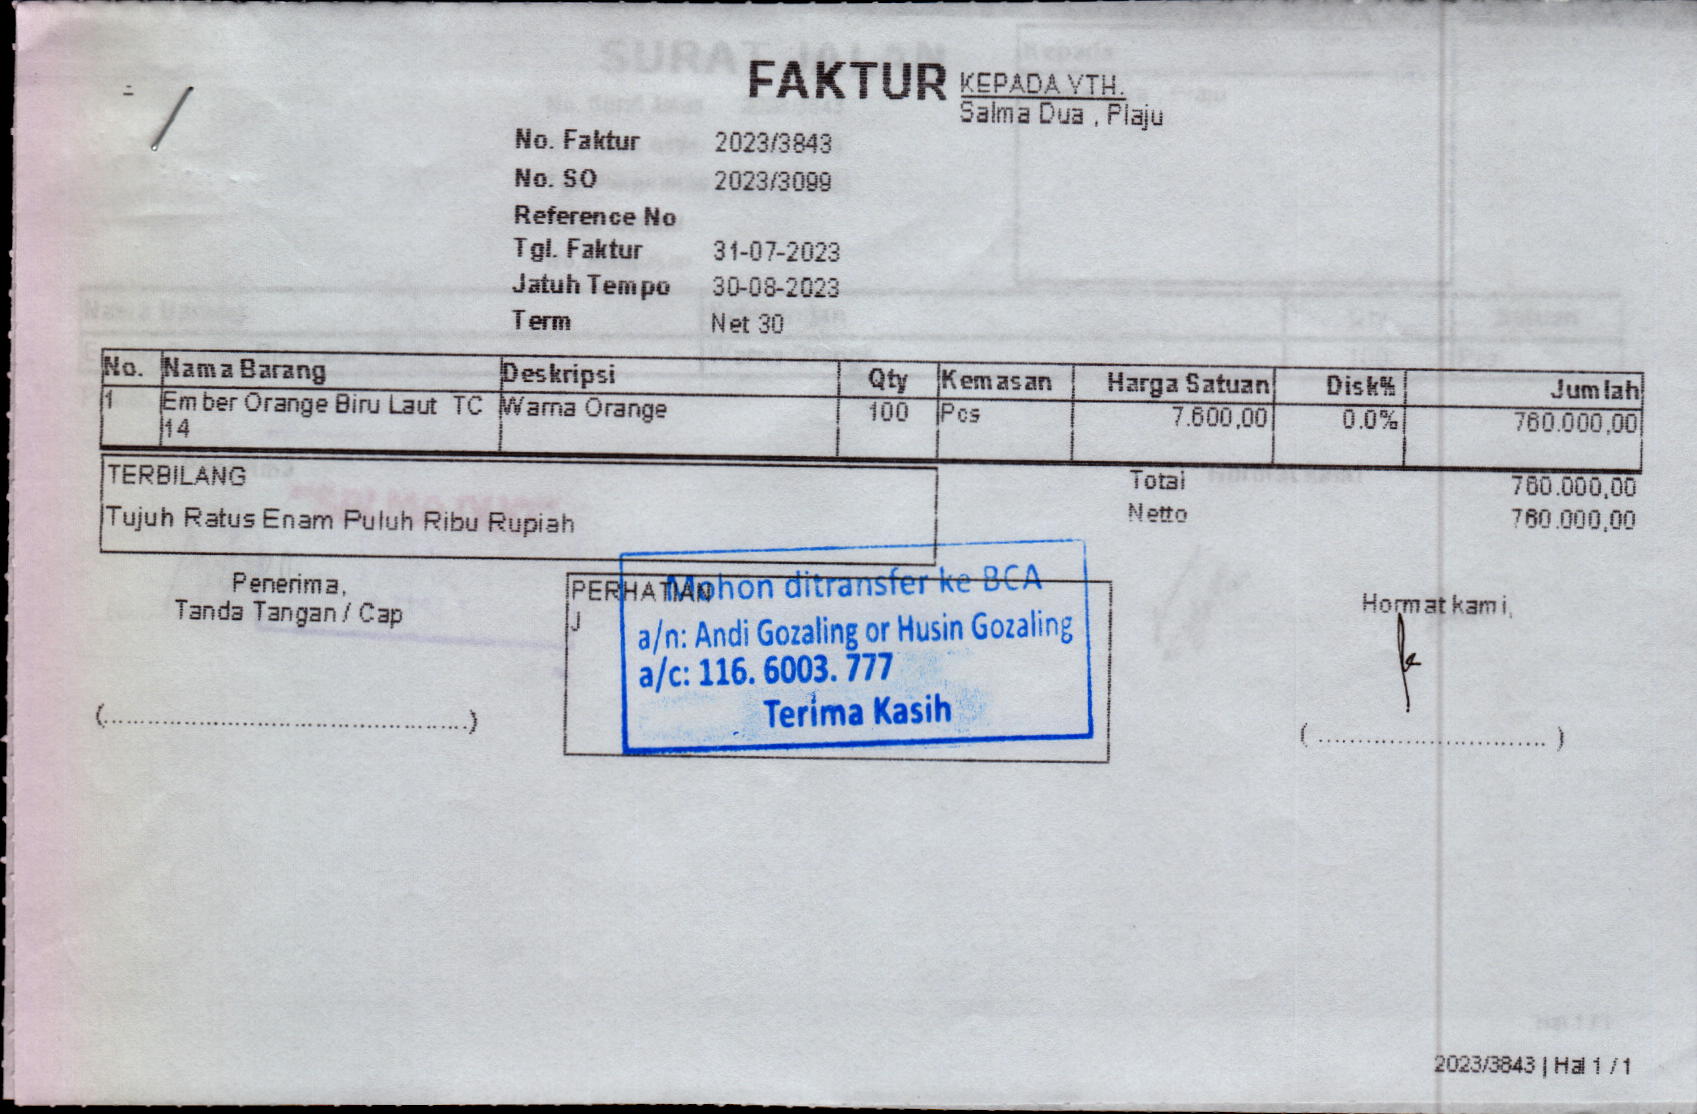 FAKTUR
KEPADA YTH.
Salma Dua , Plaju
No. Faktur 2023/3843
No. SO 2023/3099
Reference No
Tgl. Faktur 31-07-2023
Jatuh Tempo 30-08-2023
Term Net 30
No. Nama Barang Deskripsi Qty Kemasan Harga Satuan Disk% Jumlah
1 Ember Orange Biru Laut TC Warna Orange 100 Pcs 7.600,00 0.0% 760.000,00
14
TERBILANG
Tujuh Ratus Enam Puluh Ribu Rupiah
Total 760.000,00
Netto 760.000,00
Penerima,
Tanda Tangan / Cap
PERHATIAN
J
Mohon ditransfer ke BCA
a/n: Andi Gozaling or Husin Gozaling
a/c: 116. 6003. 777
Terima Kasih
Hormat kami,
2023/3843 | Hal 1 / 1